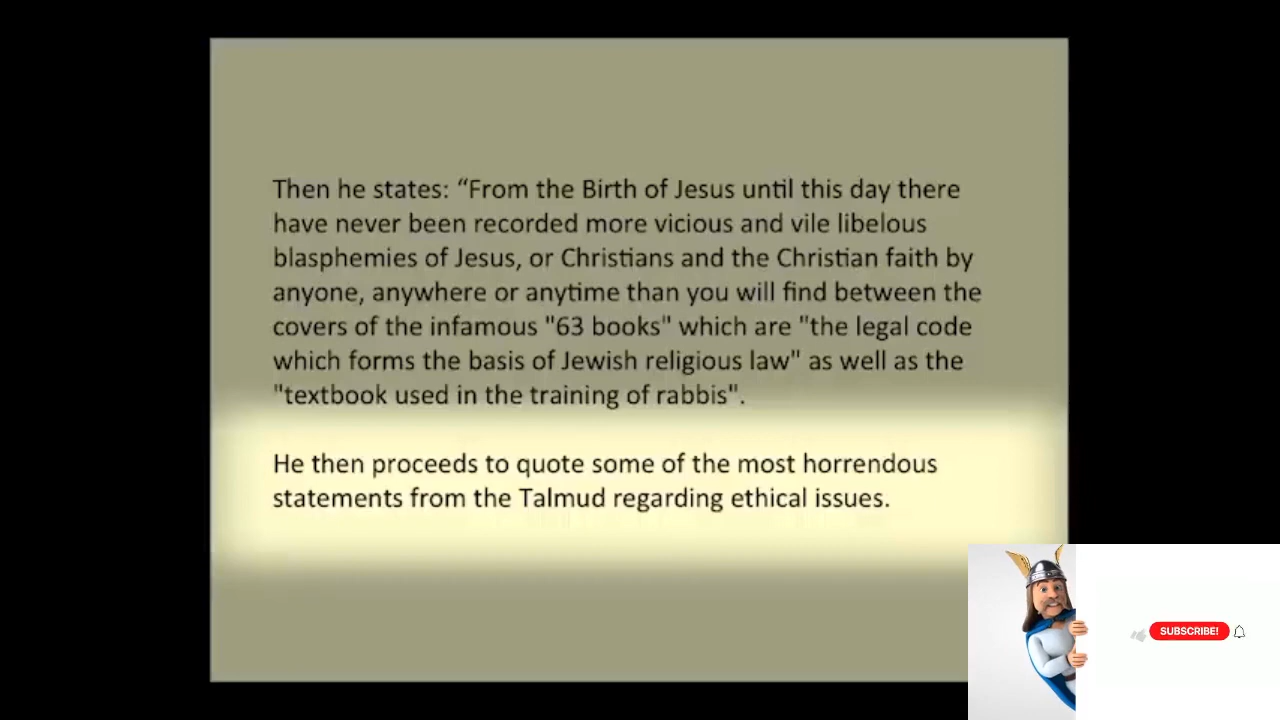 Then he states: “From the Birth of Jesus until this day there
have never been recorded more vicious and vile libelous
blasphemies of Jesus, or Christians and the Christian faith by
anyone, anywhere or anytime than you will find between the
covers of the infamous "63 books" which are "the legal code
which forms the basis of Jewish religious law" as well as the
"textbook used in the training of rabbis".
He then proceeds to quote some of the most horrendous
statements from the Talmud regarding ethical issues.
SUBSCRIBE!